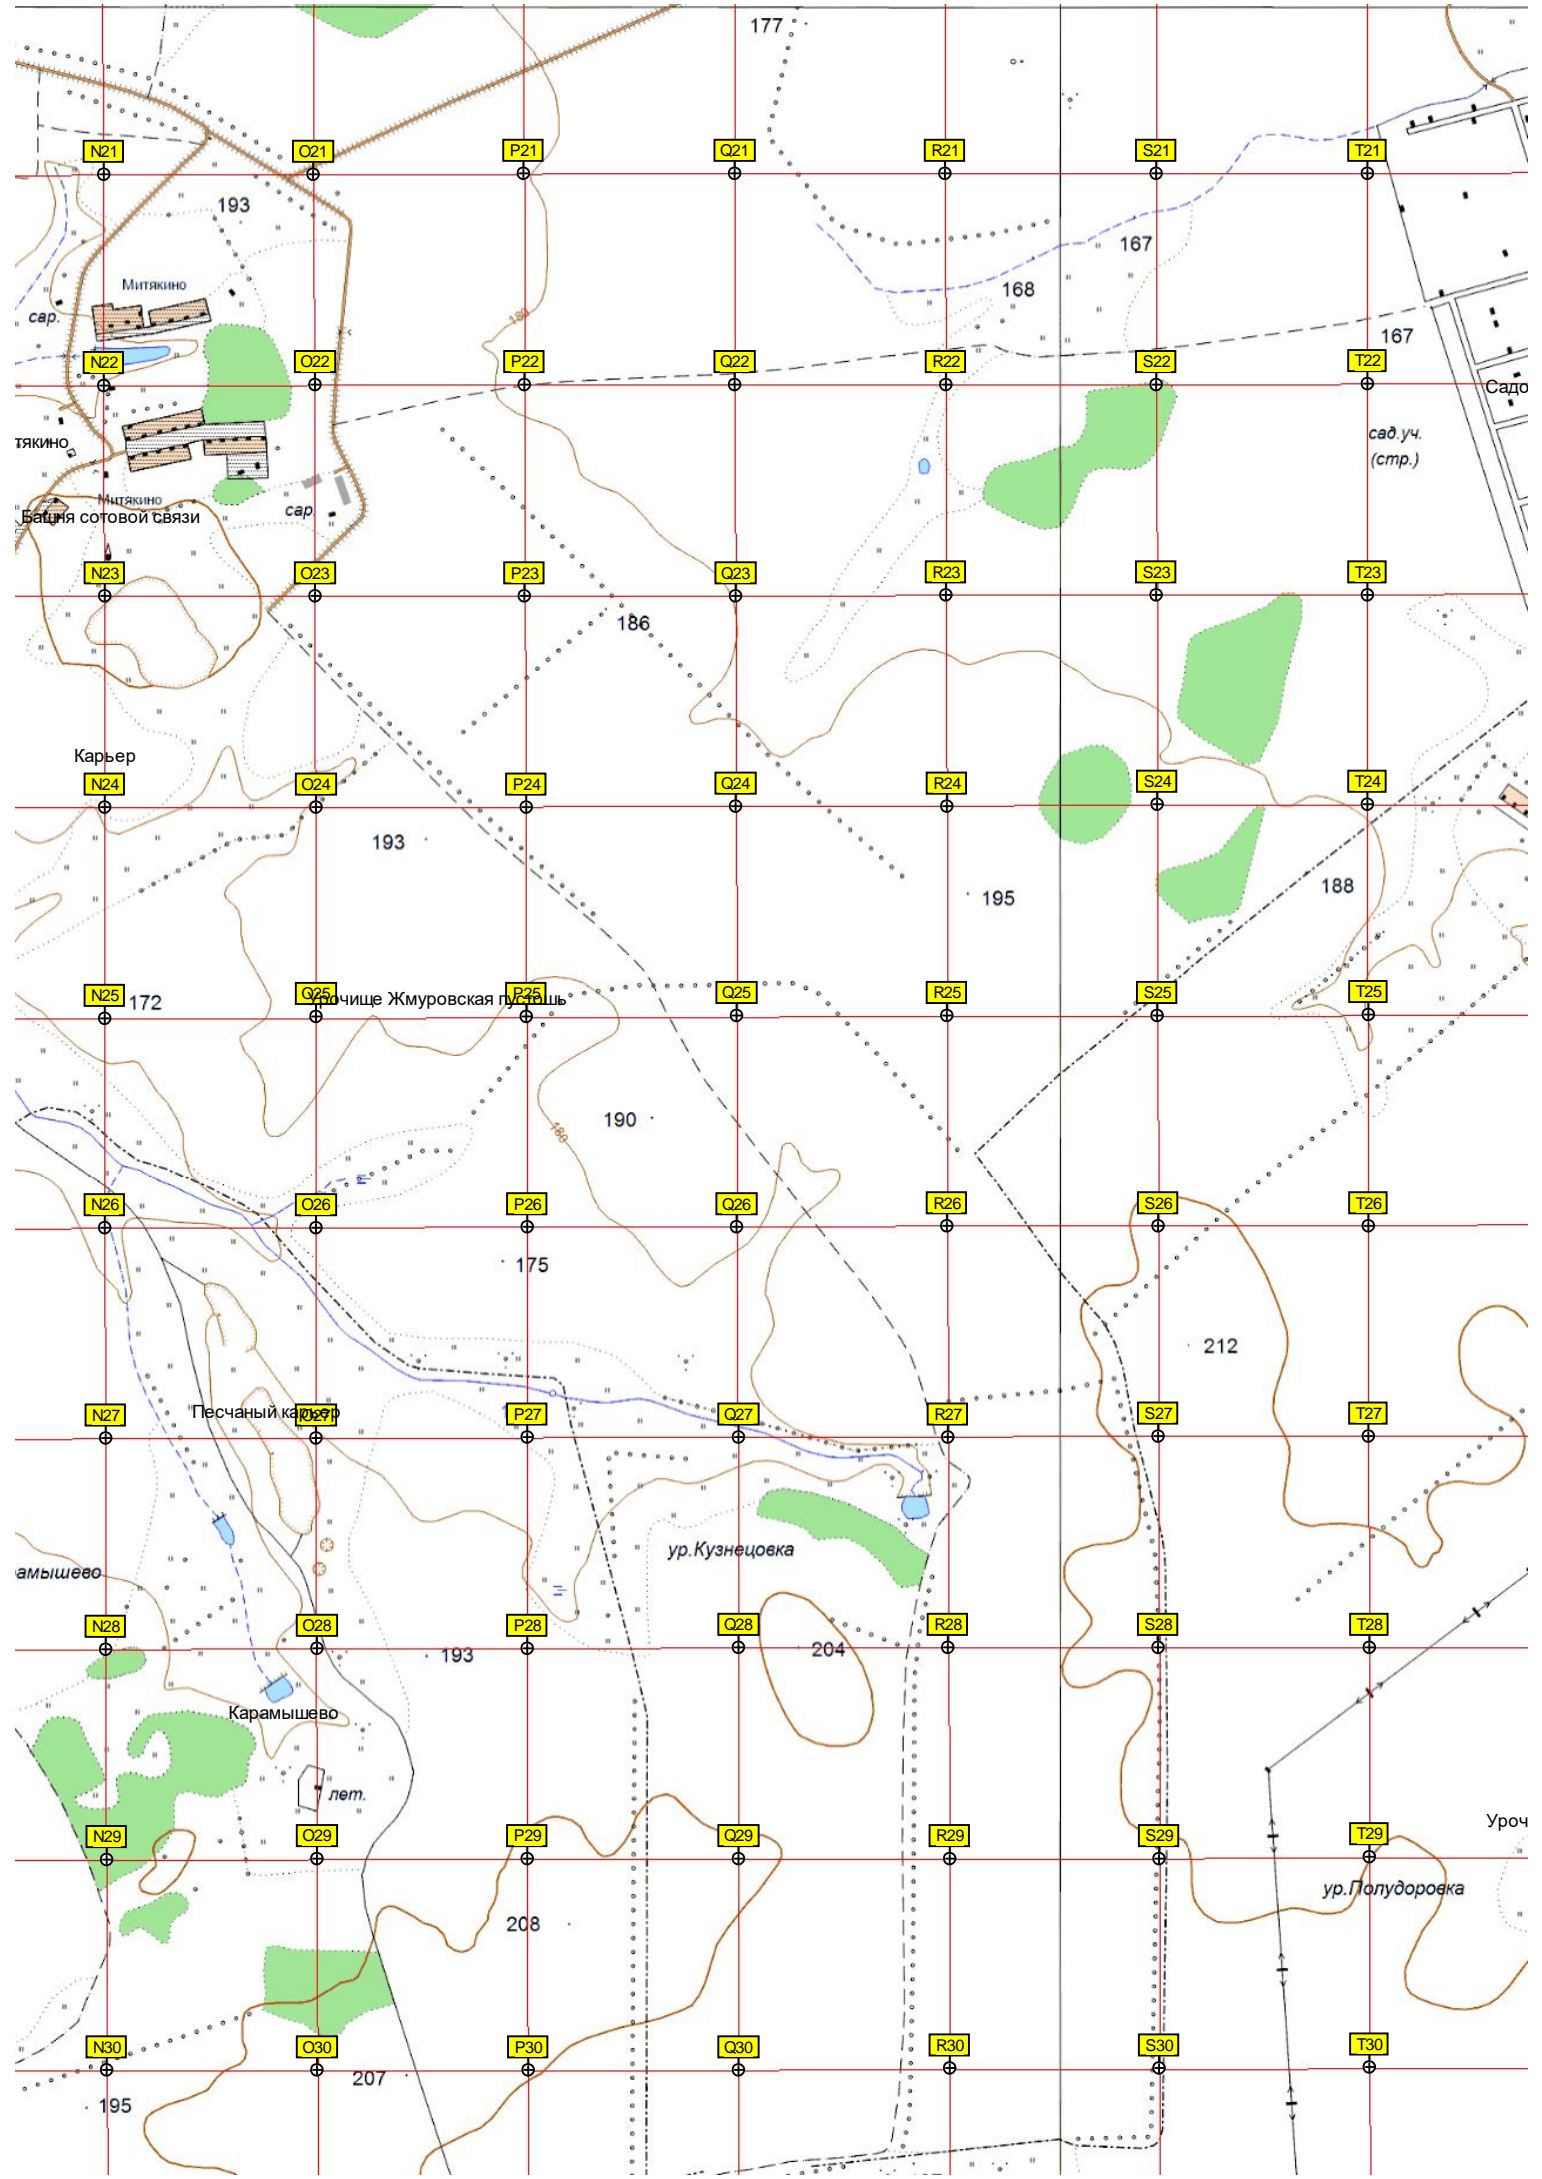 177
N21 O21 P21 Q21 R21 S21 T21
193
167
Митякино
168
сар.
180
167
N22 O22 P22 Q22 R22 S22 T22
Садо
сад.уч.
(стр.)
тякино
Митякино
сар.
Башня сотовой связи
N23 O23 P23 Q23 R23 S23 T23
186
Карьер
N24 O24 P24 Q24 R24 S24 T24
193
188
195
N25 O25 P25 Q25 R25 S25 T25
172
Урочище Жмуровская пустошь
190
180
N26 O26 P26 Q26 R26 S26 T26
175
212
Песчаный карьер
N27 O27 P27 Q27 R27 S27 T27
ур.Кузнецовка
амышево
N28 O28 P28 Q28 R28 S28 T28
193
204
Карамышево
лет.
Уроч
N29 O29 P29 Q29 R29 S29 T29
ур.Полудоровка
208
N30 O30 P30 Q30 R30 S30 T30
207
195